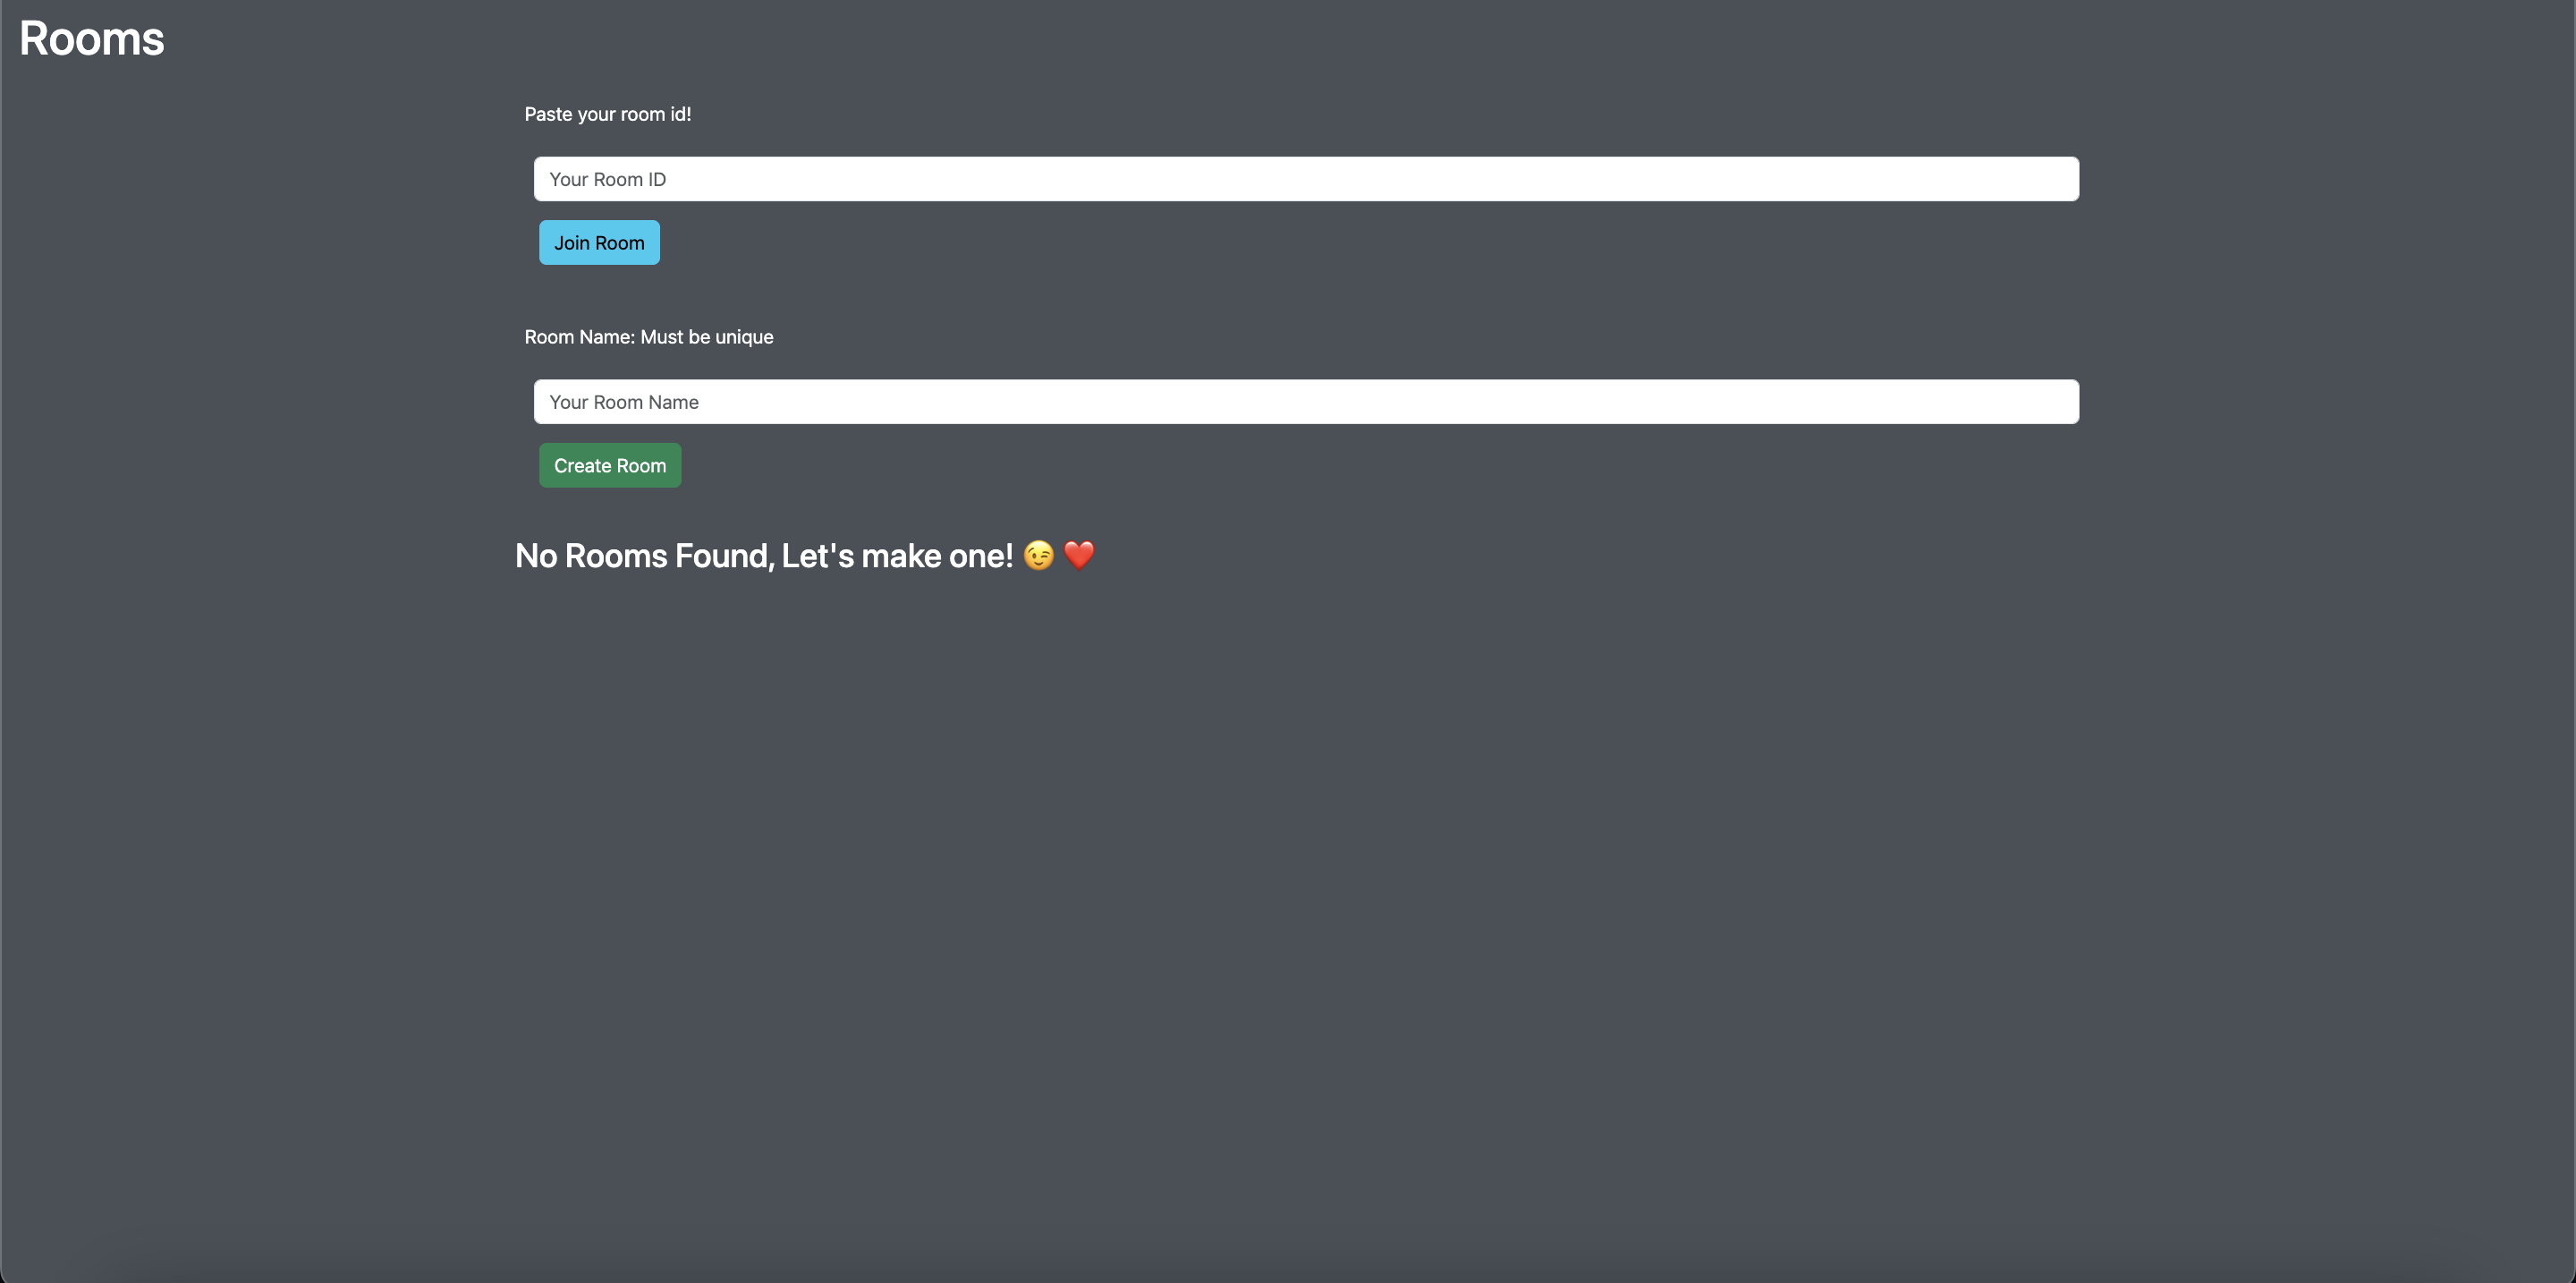 Rooms
Paste your room id!
Your Room ID
Join Room
Room Name: Must be unique
Your Room Name
Create Room
No Rooms Found, Let's make one! 😉 ❤️